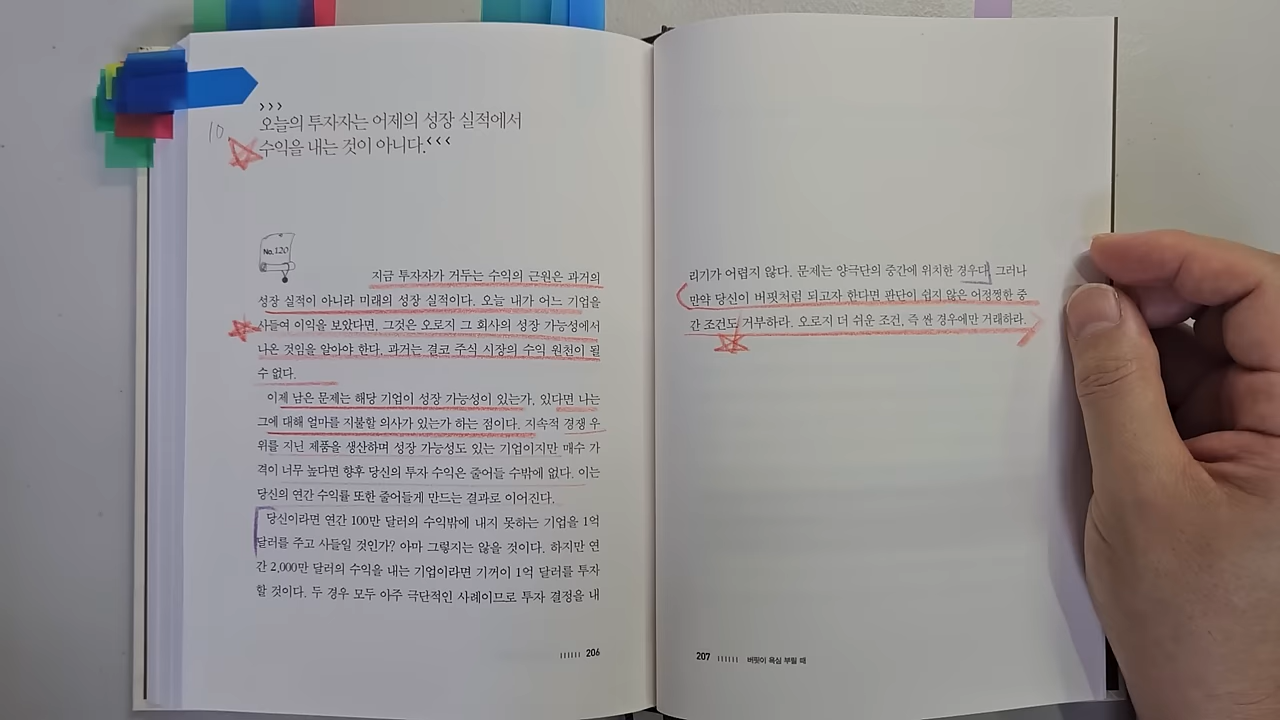 >>>
10
오늘의 투자자는 어제의 성장 실적에서
수익을 내는 것이 아니다.<<<
No.120
지금 투자자가 거두는 수익의 근원은 과거의
성장 실적이 아니라 미래의 성장 실적이다. 오늘 내가 어느 기업을
사들여 이익을 보았다면, 그것은 오로지 그 회사의 성장 가능성에서
나온 것임을 알아야 한다. 과거는 결코 주식 시장의 수익 원천이 될
수 없다.
이제 남은 문제는 해당 기업이 성장 가능성이 있는가, 있다면 나는
그에 대해 얼마를 지불할 의사가 있는가 하는 점이다. 지속적 경쟁 우
위를 지닌 제품을 생산하며 성장 가능성도 있는 기업이지만 매수 가
격이 너무 높다면 향후 당신의 투자 수익은 줄어들 수밖에 없다. 이는
당신의 연간 수익률 또한 줄어들게 만드는 결과로 이어진다.
당신이라면 연간 100만 달러의 수익밖에 내지 못하는 기업을 1억
달러를 주고 사들일 것인가? 아마 그렇지는 않을 것이다. 하지만 연
간 2,000만 달러의 수익을 내는 기업이라면 기꺼이 1억 달러를 투자
할 것이다. 두 경우 모두 아주 극단적인 사례이므로 투자 결정을 내
206
리기가 어렵지 않다. 문제는 양극단의 중간에 위치한 경우다. 그러나
만약 당신이 버핏처럼 되고자 한다면 판단이 쉽지 않은 어정쩡한 중
간 조건도 거부하라. 오로지 더 쉬운 조건, 즉 싼 경우에만 거래하라.
207 버핏이 욕심 부릴 때